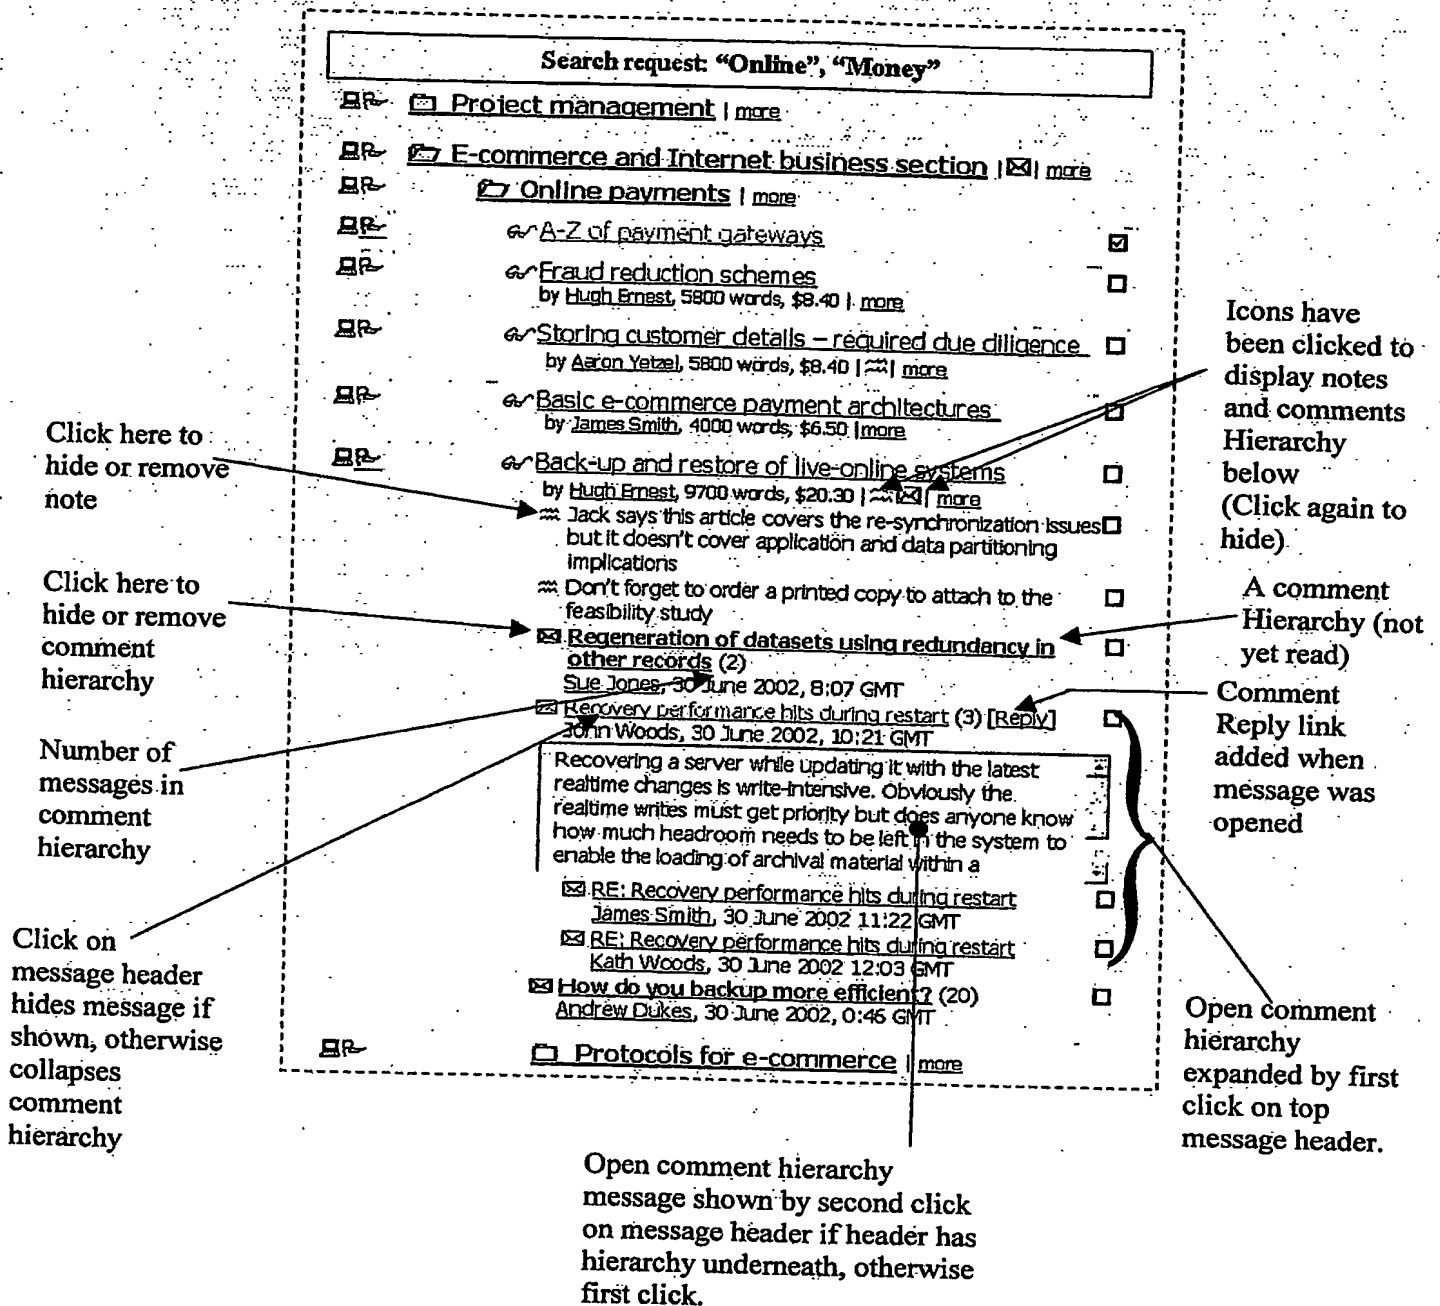 Search request: “Online”, “Money”
Project management | more
E-commerce and Internet business section | | more
Online payments | more
A-Z of payment gateways
Fraud reduction schemes
by Hugh Ernest, 5800 words, $8.40 | more
Storing customer details – required due diligence
by Aaron Yetzel, 5800 words, $8.40 | | more
Basic e-commerce payment architectures
by James Smith, 4000 words, $6.50 | more
Back-up and restore of live-online systems
by Hugh Ernest, 9700 words, $20.30 | | more
Jack says this article covers the re-synchronization issues
but it doesn't cover application and data partitioning
implications
Don't forget to order a printed copy to attach to the
feasibility study
Regeneration of datasets using redundancy in
other records (2)
Sue Jones, 30 June 2002, 8:07 GMT
Recovery performance hits during restart (3) [Reply]
John Woods, 30 June 2002, 10:21 GMT
Recovering a server while updating it with the latest
realtime changes is write-intensive. Obviously the
realtime writes must get priority but does anyone know
how much headroom needs to be left in the system to
enable the loading of archival material within a
RE: Recovery performance hits during restart
James Smith, 30 June 2002 11:22 GMT
RE: Recovery performance hits during restart
Kath Woods, 30 June 2002 12:03 GMT
How do you backup more efficient? (20)
Andrew Dukes, 30 June 2002, 0:46 GMT
Protocols for e-commerce | more
Click here to
hide or remove
note
Click here to
hide or remove
comment
hierarchy
Number of
messages in
comment
hierarchy
Click on
message header
hides message if
shown, otherwise
collapses
comment
hierarchy
Icons have
been clicked to
display notes
and comments
Hierarchy
below
(Click again to
hide)
A comment
Hierarchy (not
yet read)
Comment
Reply link
added when
message was
opened
Open comment
hierarchy
expanded by first
click on top
message header.
Open comment hierarchy
message shown by second click
on message header if header has
hierarchy underneath, otherwise
first click.